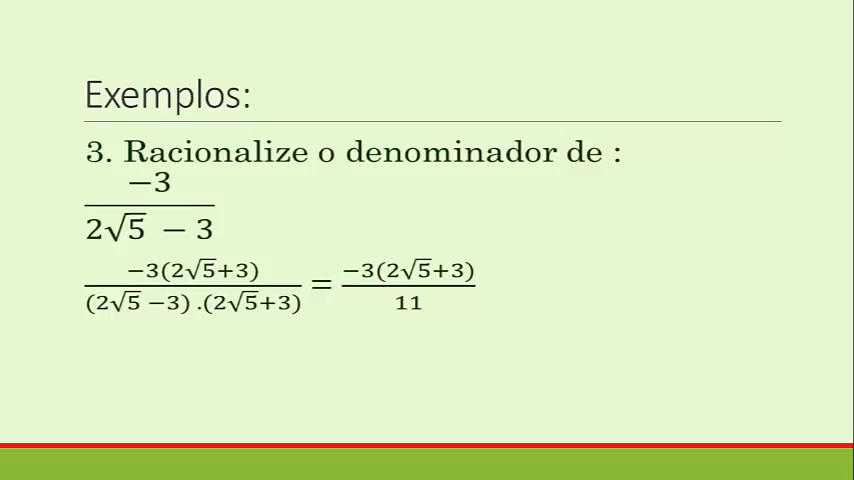 Exemplos:
3. Racionalize o denominador de :
−3
2√5 − 3
−3(2√5+3) = −3(2√5+3)
(2√5 −3) .(2√5+3) 11